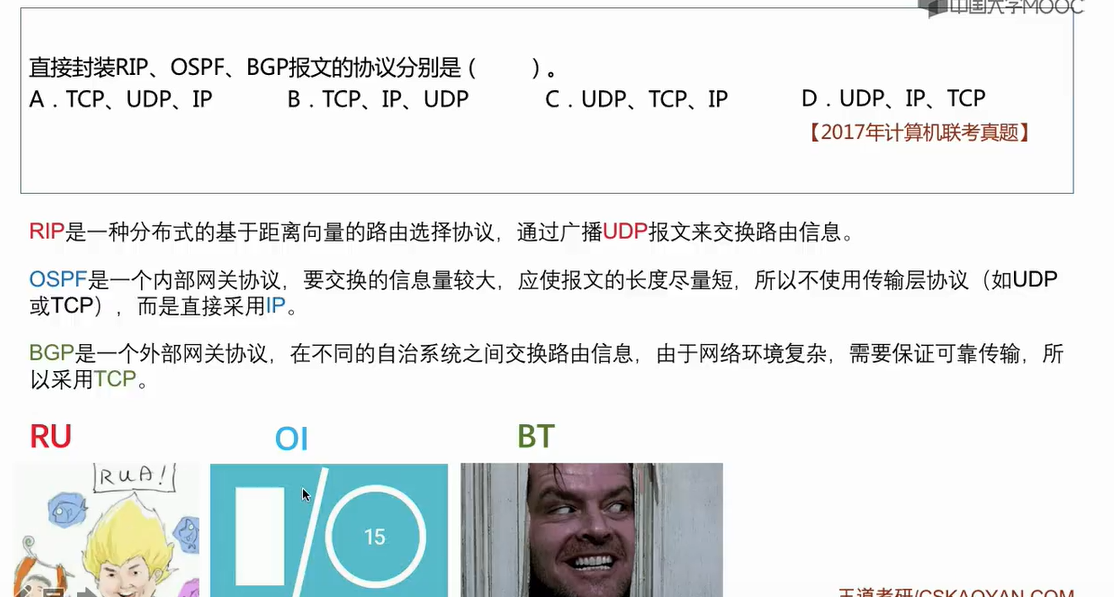 中国大学MOOC
直接封装RIP、OSPF、BGP报文的协议分别是（　　）。
A．TCP、UDP、IP　B．TCP、IP、UDP　C．UDP、TCP、IP　D．UDP、IP、TCP
【2017年计算机联考真题】
RIP是一种分布式的基于距离向量的路由选择协议，通过广播UDP报文来交换路由信息。
OSPF是一个内部网关协议，要交换的信息量较大，应使报文的长度尽量短，所以不使用传输层协议（如UDP
或TCP），而是直接采用IP。
BGP是一个外部网关协议，在不同的自治系统之间交换路由信息，由于网络环境复杂，需要保证可靠传输，所
以采用TCP。
RU　OI　BT
RUA!
15
王道考研/CSKAOYAN.COM